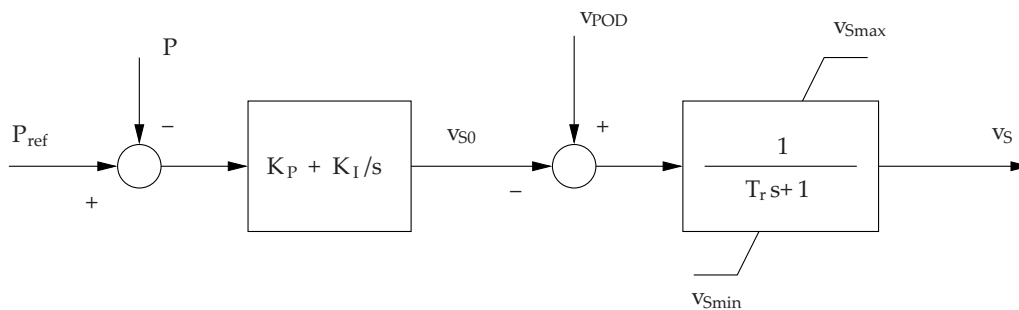 v_POD
v_Smax
P
P_ref
−
+
K_P + K_I/s
v_S0
+
−
1
T_r s+ 1
v_S
v_Smin